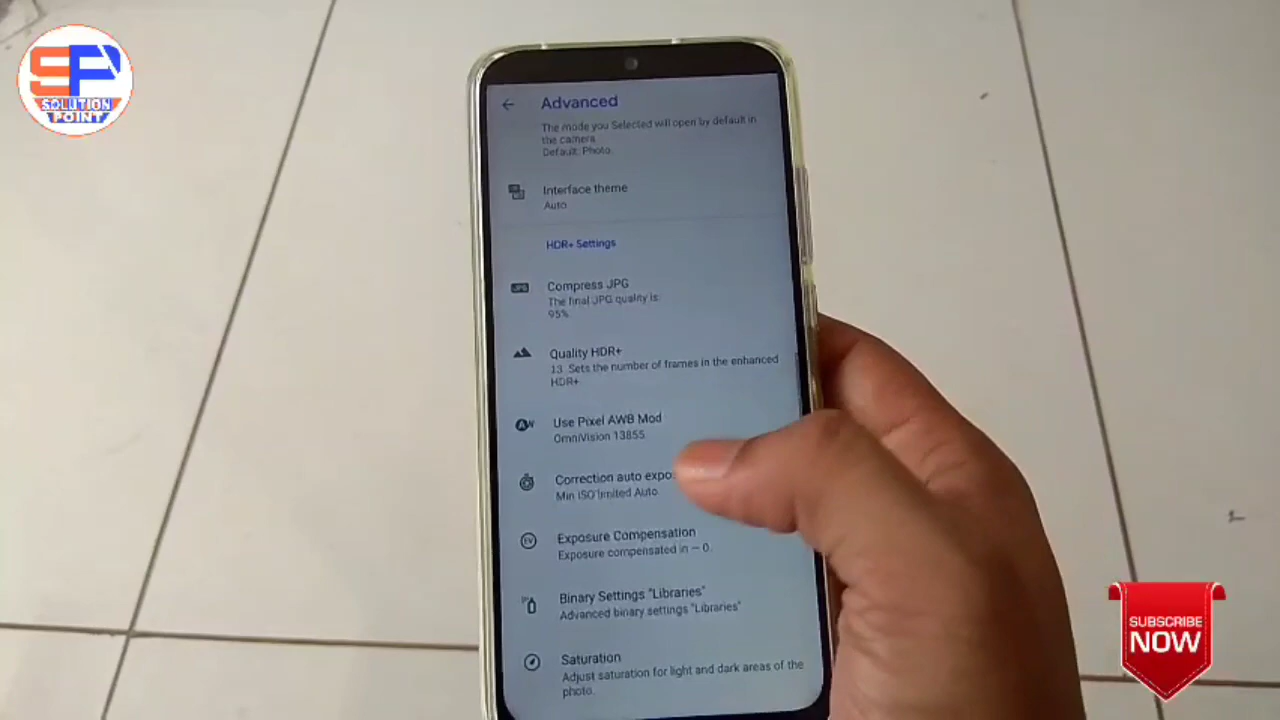 SP
SOLUTION
POINT
Advanced
The mode you Selected will open by default in
the camera
Default: Photo
Interface theme
Auto
HDR+ Settings
JPG
Compress JPG
The final JPG quality is:
95%
Quality HDR+
13 Sets the number of frames in the enhanced
HDR+
AW
Use Pixel AWB Mod
OmniVision 13855
Correction auto expo
Min ISO limited Auto
EV
Exposure Compensation
Exposure compensated in – 0.
Binary Settings "Libraries"
Advanced binary settings "Libraries"
Saturation
Adjust saturation for light and dark areas of the
photo.
SUBSCRIBE
NOW